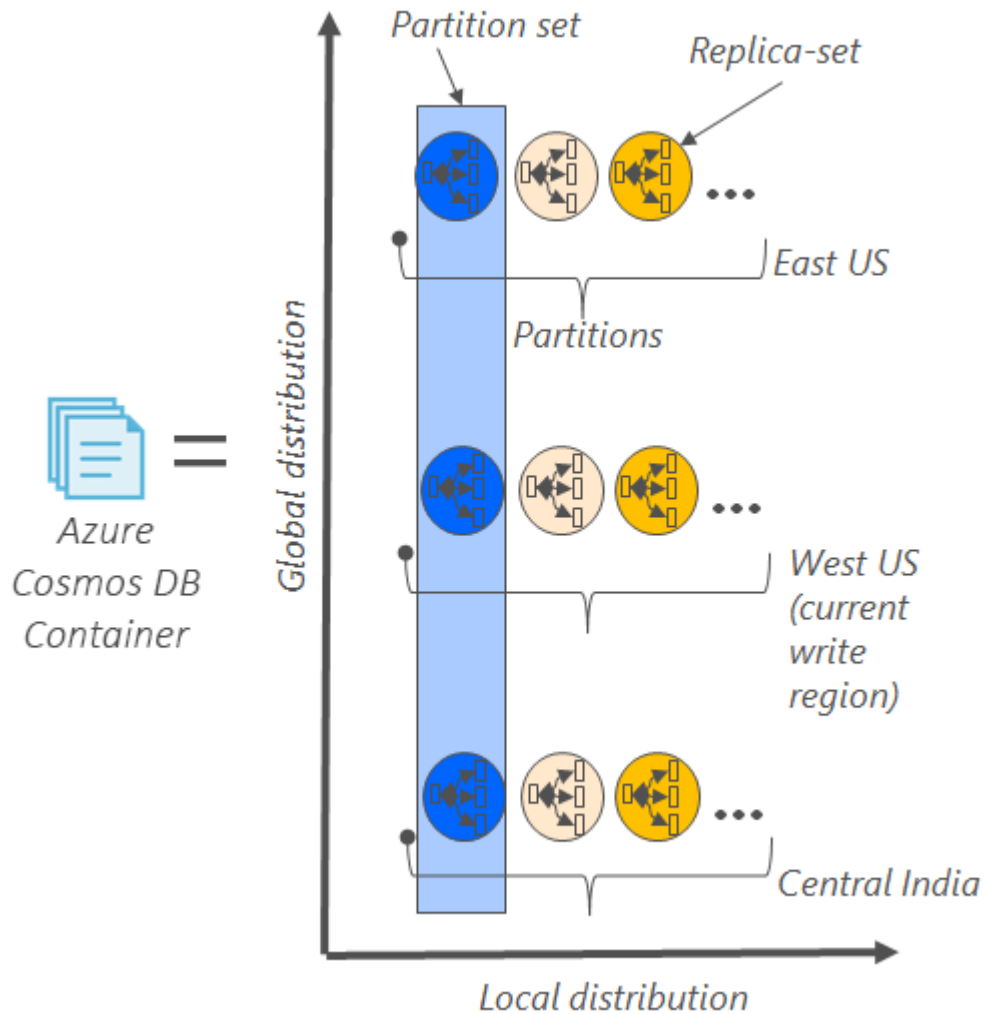 Partition set
Replica-set
East US
Partitions
Global distribution
Azure
Cosmos DB
Container
West US
(current
write
region)
Central India
Local distribution